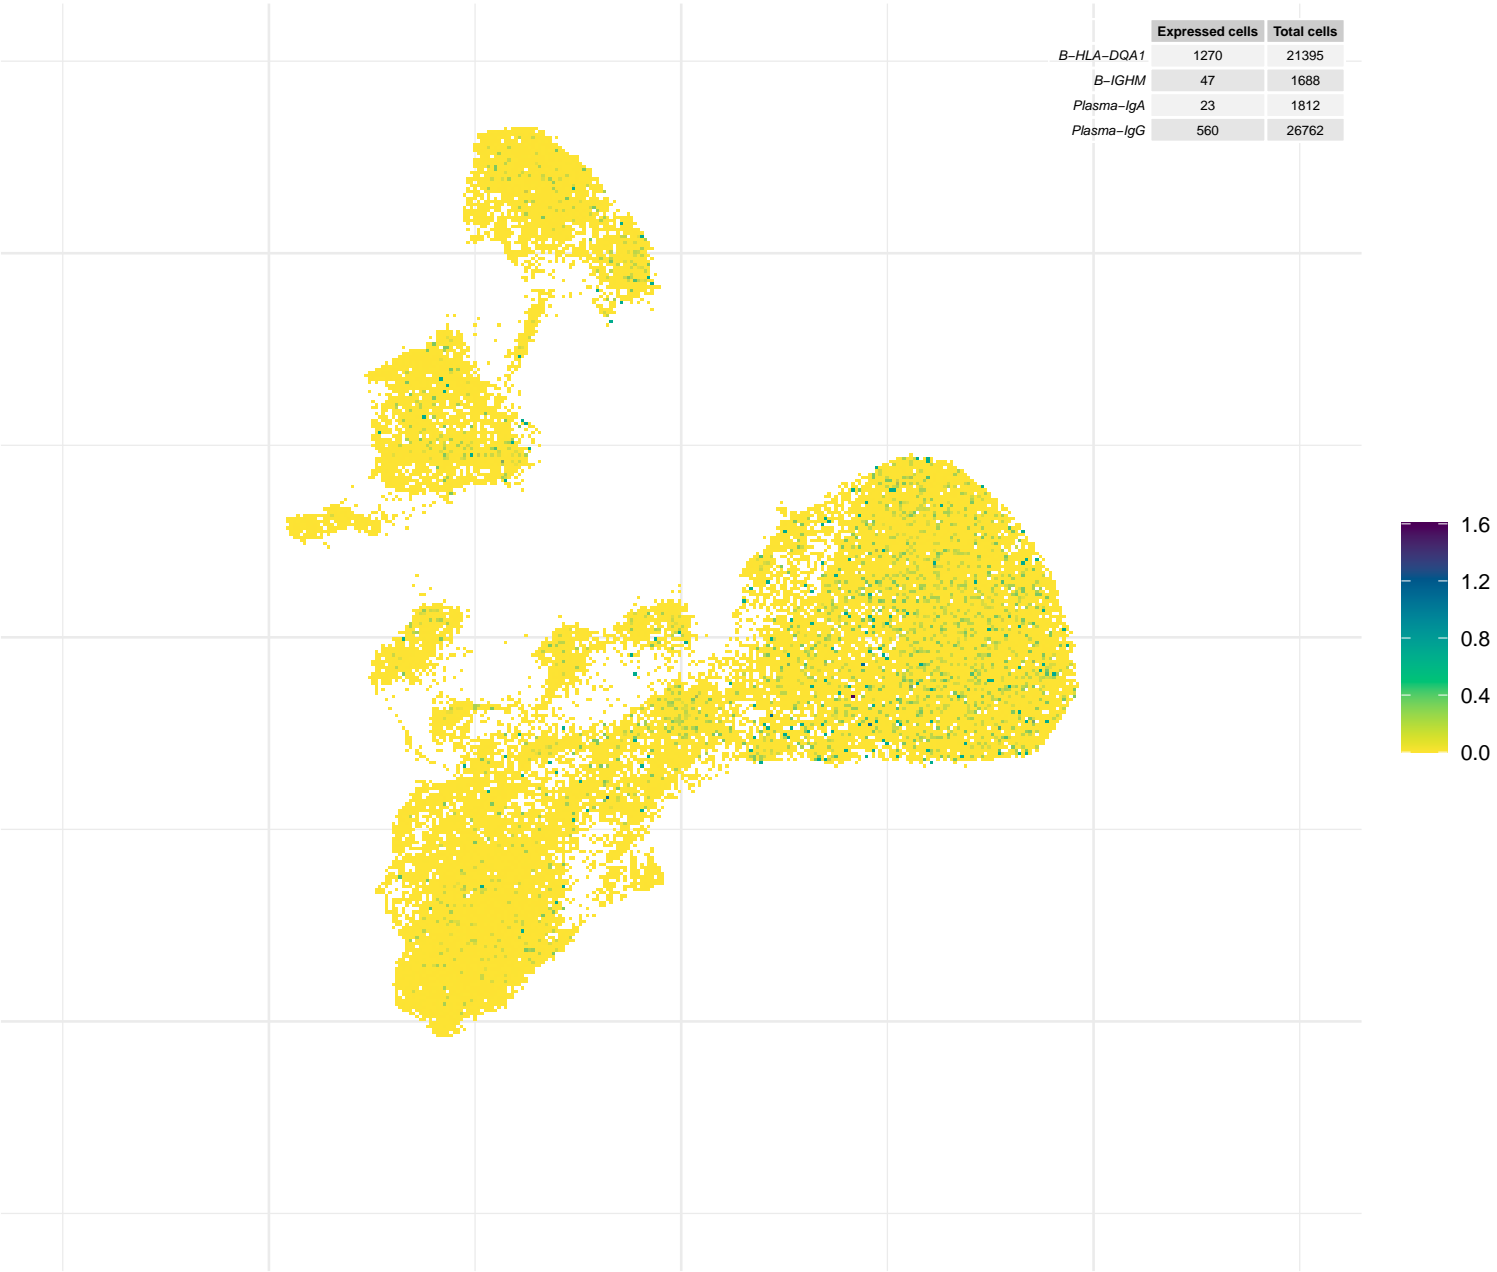 Expressed cells Total cells
B-HLA-DQA1 1270 21395
B-IGHM 47 1688
Plasma-IgA 23 1812
Plasma-IgG 560 26762
1.6
1.2
0.8
0.4
0.0